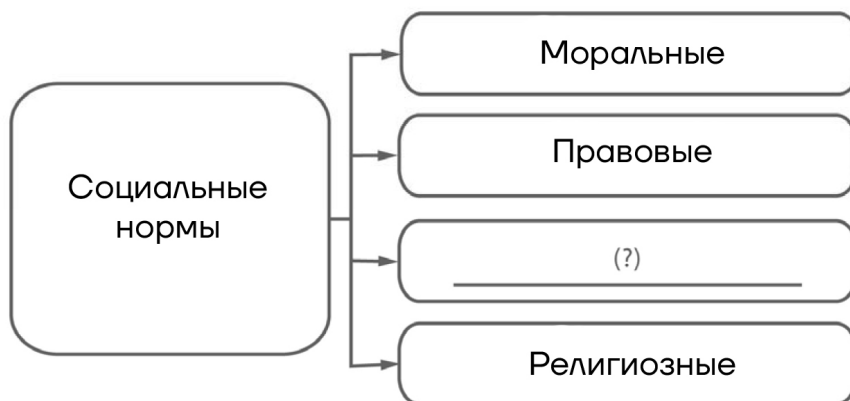 Моральные
Правовые
Социальные
нормы
(?)
Религиозные